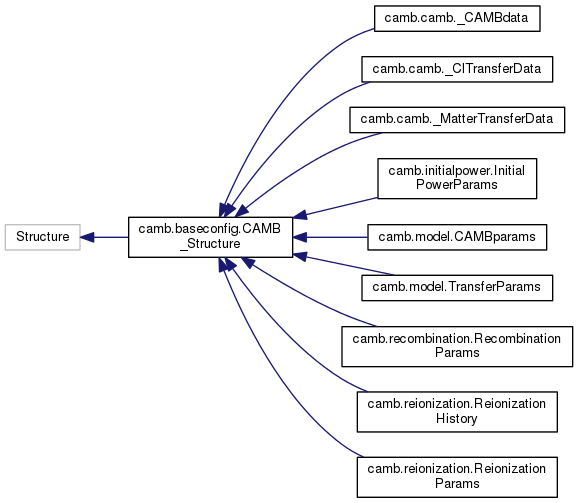 camb.camb._CAMBdata
camb.camb._ClTransferData
camb.camb._MatterTransferData
camb.initialpower.Initial
PowerParams
Structure
camb.baseconfig.CAMB
_Structure
camb.model.CAMBparams
camb.model.TransferParams
camb.recombination.Recombination
Params
camb.reionization.Reionization
History
camb.reionization.Reionization
Params